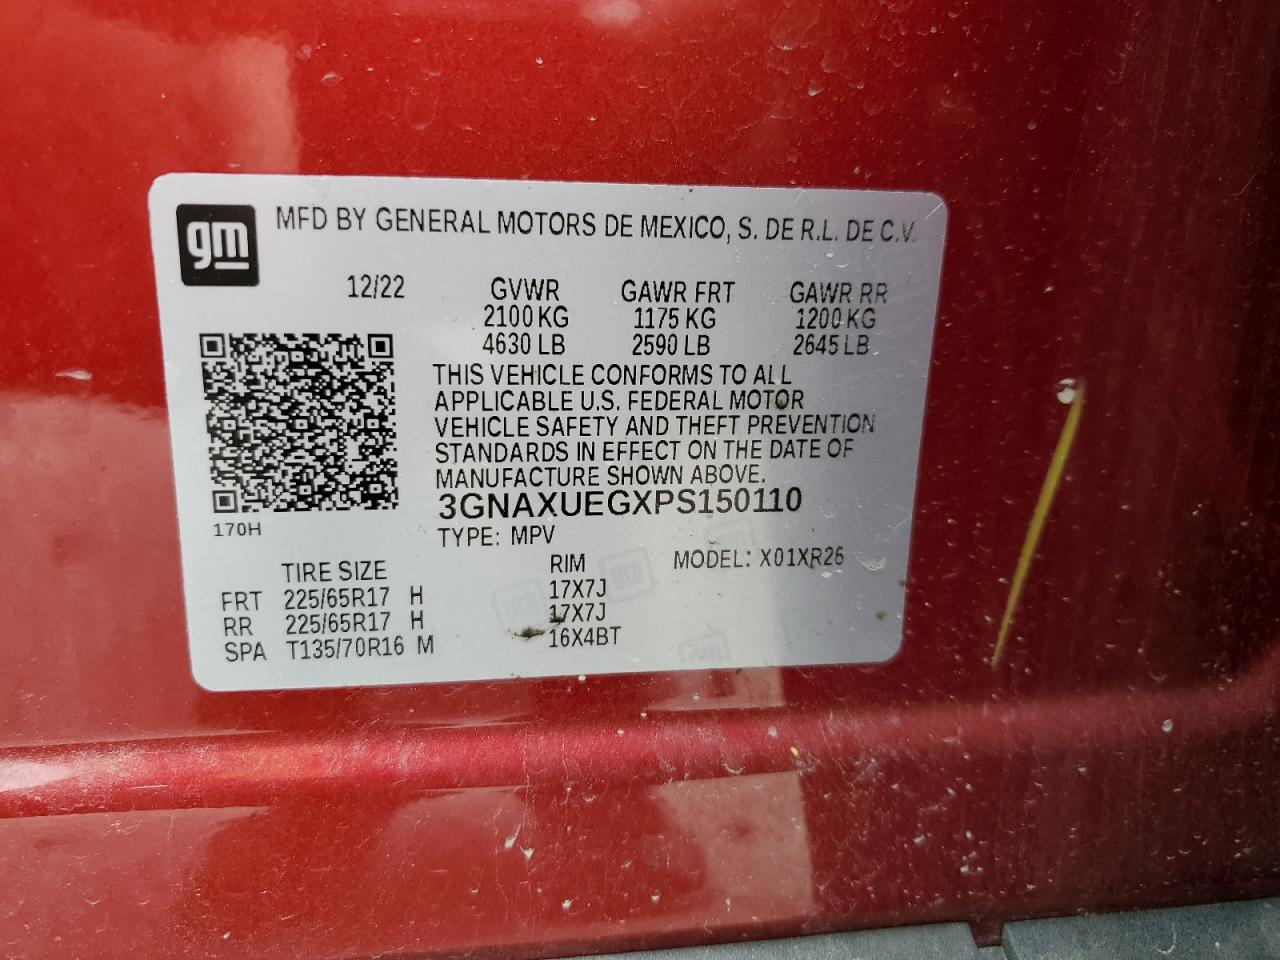 gm
MFD BY GENERAL MOTORS DE MEXICO, S. DE R.L. DE C.V.
12/22 GVWR GAWR FRT GAWR RR
2100 KG 1175 KG 1200 KG
4630 LB 2590 LB 2645 LB
THIS VEHICLE CONFORMS TO ALL
APPLICABLE U.S. FEDERAL MOTOR
VEHICLE SAFETY AND THEFT PREVENTION
STANDARDS IN EFFECT ON THE DATE OF
MANUFACTURE SHOWN ABOVE.
3GNAXUEGXPS150110
170H
TYPE: MPV
TIRE SIZE RIM MODEL: X01XR26
FRT 225/65R17 H 17X7J
RR 225/65R17 H 17X7J
SPA T135/70R16 M 16X4BT